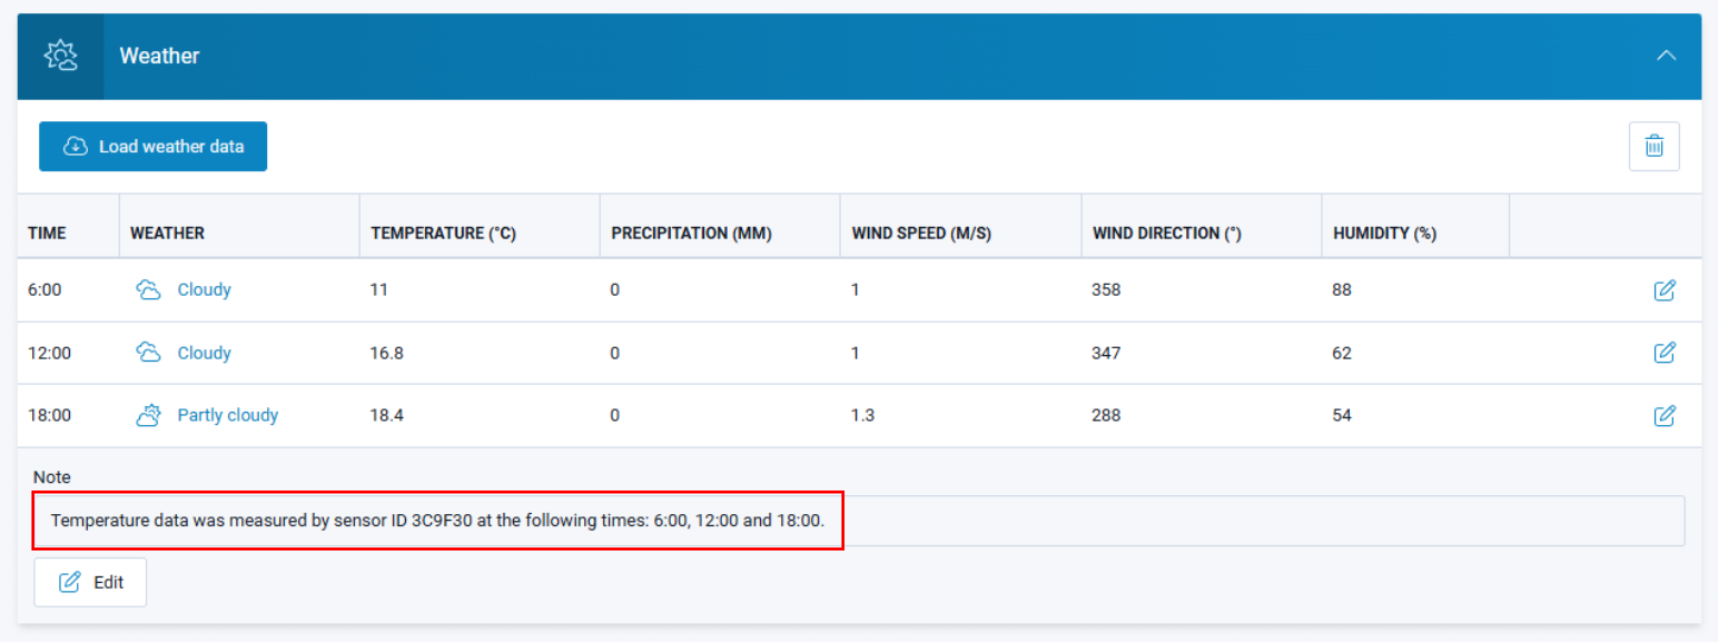 Weather
Load weather data
TIME WEATHER TEMPERATURE (°C) PRECIPITATION (MM) WIND SPEED (M/S) WIND DIRECTION (°) HUMIDITY (%)
6:00 Cloudy 11 0 1 358 88
12:00 Cloudy 16.8 0 1 347 62
18:00 Partly cloudy 18.4 0 1.3 288 54
Note
Temperature data was measured by sensor ID 3C9F30 at the following times: 6:00, 12:00 and 18:00.
Edit